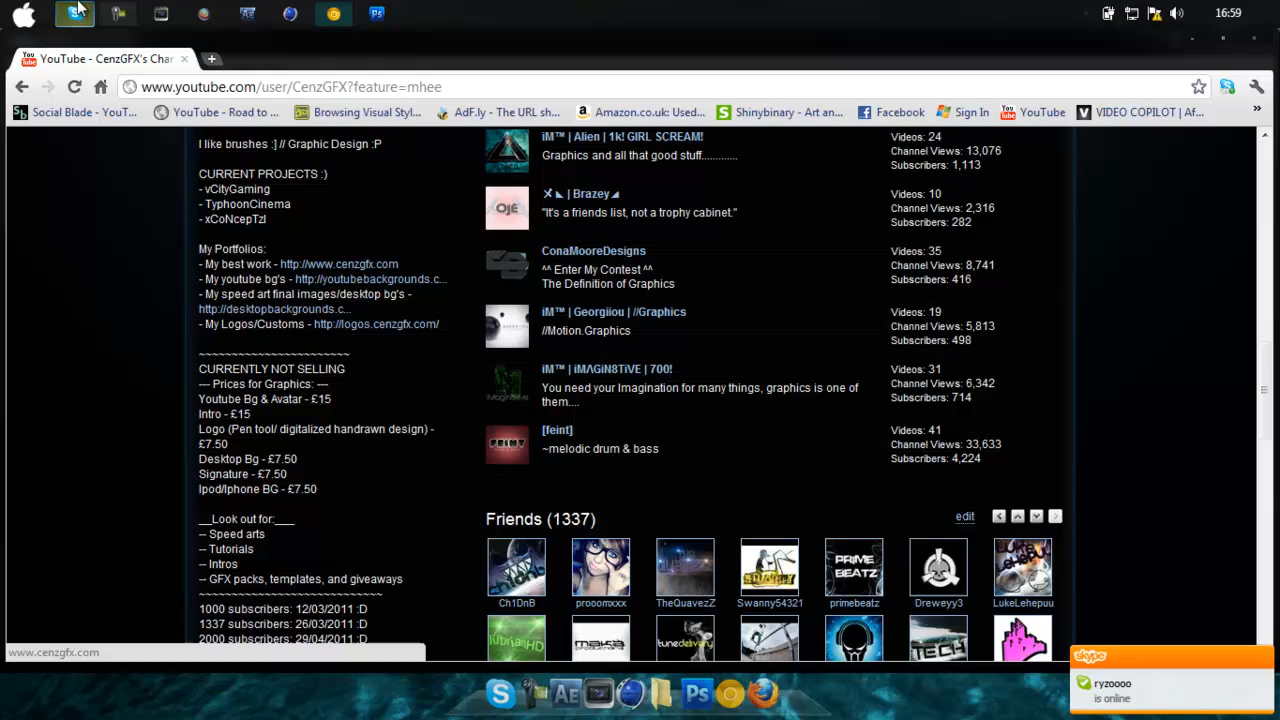 16:59
YouTube - CenzGFX's Char
www.youtube.com/user/CenzGFX?feature=mhee
Social Blade - YouT...
YouTube - Road to ...
Browsing Visual Styl...
AdF.ly - The URL sh...
Amazon.co.uk: Used...
Shinybinary - Art an...
Facebook
Sign In
YouTube
VIDEO COPILOT | Af...
I like brushes :] // Graphic Design :P
CURRENT PROJECTS :)
- vCityGaming
- TyphoonCinema
- xCoNcepTzI
My Portfolios:
- My best work - http://www.cenzgfx.com
- My youtube bg's - http://youtubebackgrounds.c...
- My speed art final images/desktop bg's -
http://desktopbackgrounds.c...
- My Logos/Customs - http://logos.cenzgfx.com/
~~~~~~~~~~~~~~~~~~~~~~~
CURRENTLY NOT SELLING
--- Prices for Graphics: ---
Youtube Bg & Avatar - £15
Intro - £15
Logo (Pen tool/ digitalized handrawn design) -
£7.50
Desktop Bg - £7.50
Signature - £7.50
Ipod/Iphone BG - £7.50
__Look out for:___
-- Speed arts
-- Tutorials
-- Intros
-- GFX packs, templates, and giveaways
~~~~~~~~~~~~~~~~~~~~~~~~~~~~
1000 subscribers: 12/03/2011 :D
1337 subscribers: 26/03/2011 :D
2000 subscribers: 29/04/2011 :D
iM™ | Alien | 1k! GIRL SCREAM!
Graphics and all that good stuff............
Videos: 24
Channel Views: 13,076
Subscribers: 1,113
| Brazey
"It's a friends list, not a trophy cabinet."
Videos: 10
Channel Views: 2,316
Subscribers: 282
ConaMooreDesigns
^^ Enter My Contest ^^
The Definition of Graphics
Videos: 35
Channel Views: 8,741
Subscribers: 416
iM™ | Georgiiou | //Graphics
//Motion.Graphics
Videos: 19
Channel Views: 5,813
Subscribers: 498
iM™ | iMΛGiN8TiVE | 700!
You need your Imagination for many things, graphics is one of
them....
Videos: 31
Channel Views: 6,342
Subscribers: 714
[feint]
~melodic drum & bass
Videos: 41
Channel Views: 33,633
Subscribers: 4,224
Friends (1337)
edit
Ch1DnB
prooomxxx
TheQuavezZ
Swanny54321
primebeatz
Dreweyy3
LukeLehepuu
PRIME
BEATZ
maka
tunedelivery
TECH
www.cenzgfx.com
skype
ryzoooo
is online